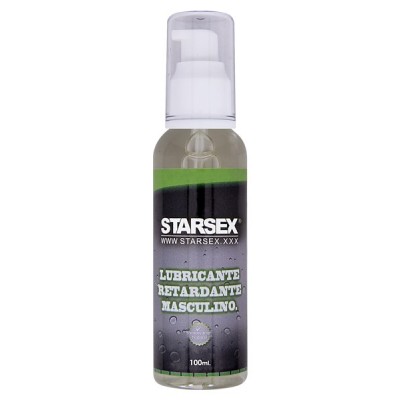 STARSEX®
WWW.STARSEX.XXX
LUBRICANTE
RETARDANTE
MASCULINO.
100mL